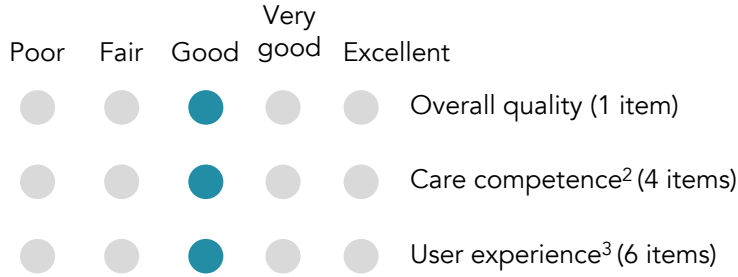 Poor Fair Good Very good Excellent
Overall quality (1 item)
Care competence² (4 items)
User experience³ (6 items)